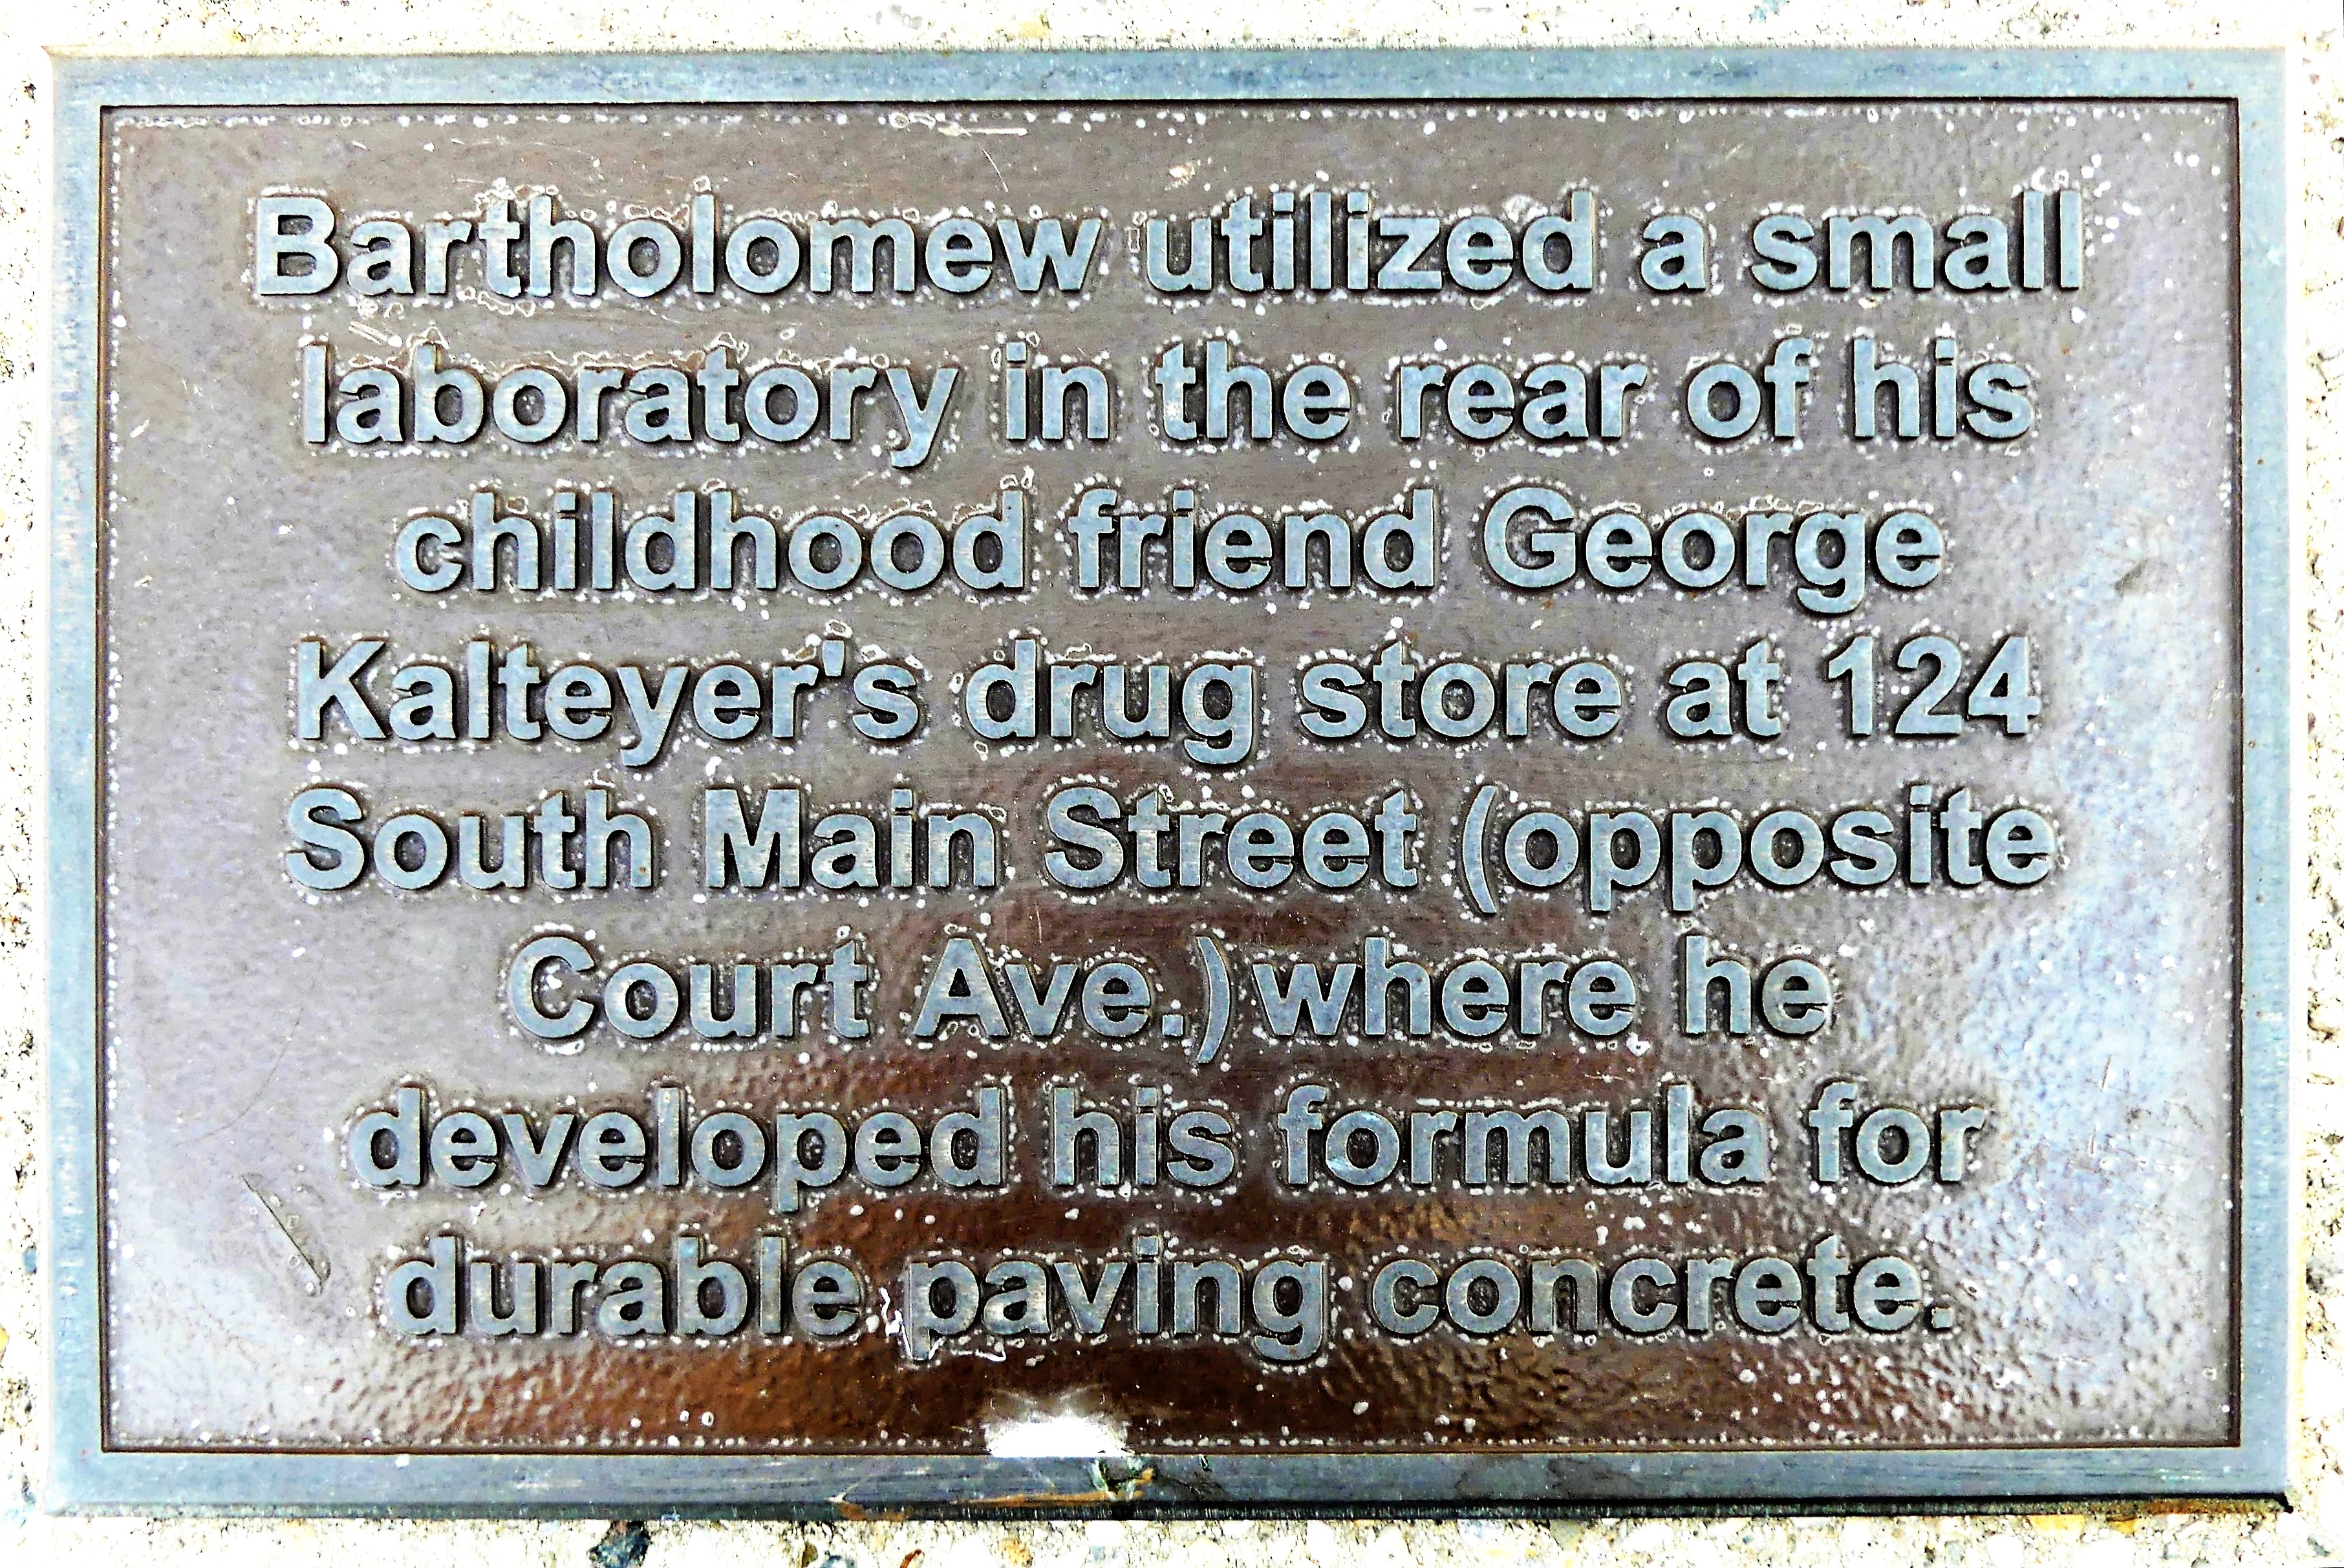 Bartholomew utilized a small
laboratory in the rear of his
childhood friend George
Kalteyer's drug store at 124
South Main Street (opposite
Court Ave.)where he
developed his formula for
durable paving concrete.